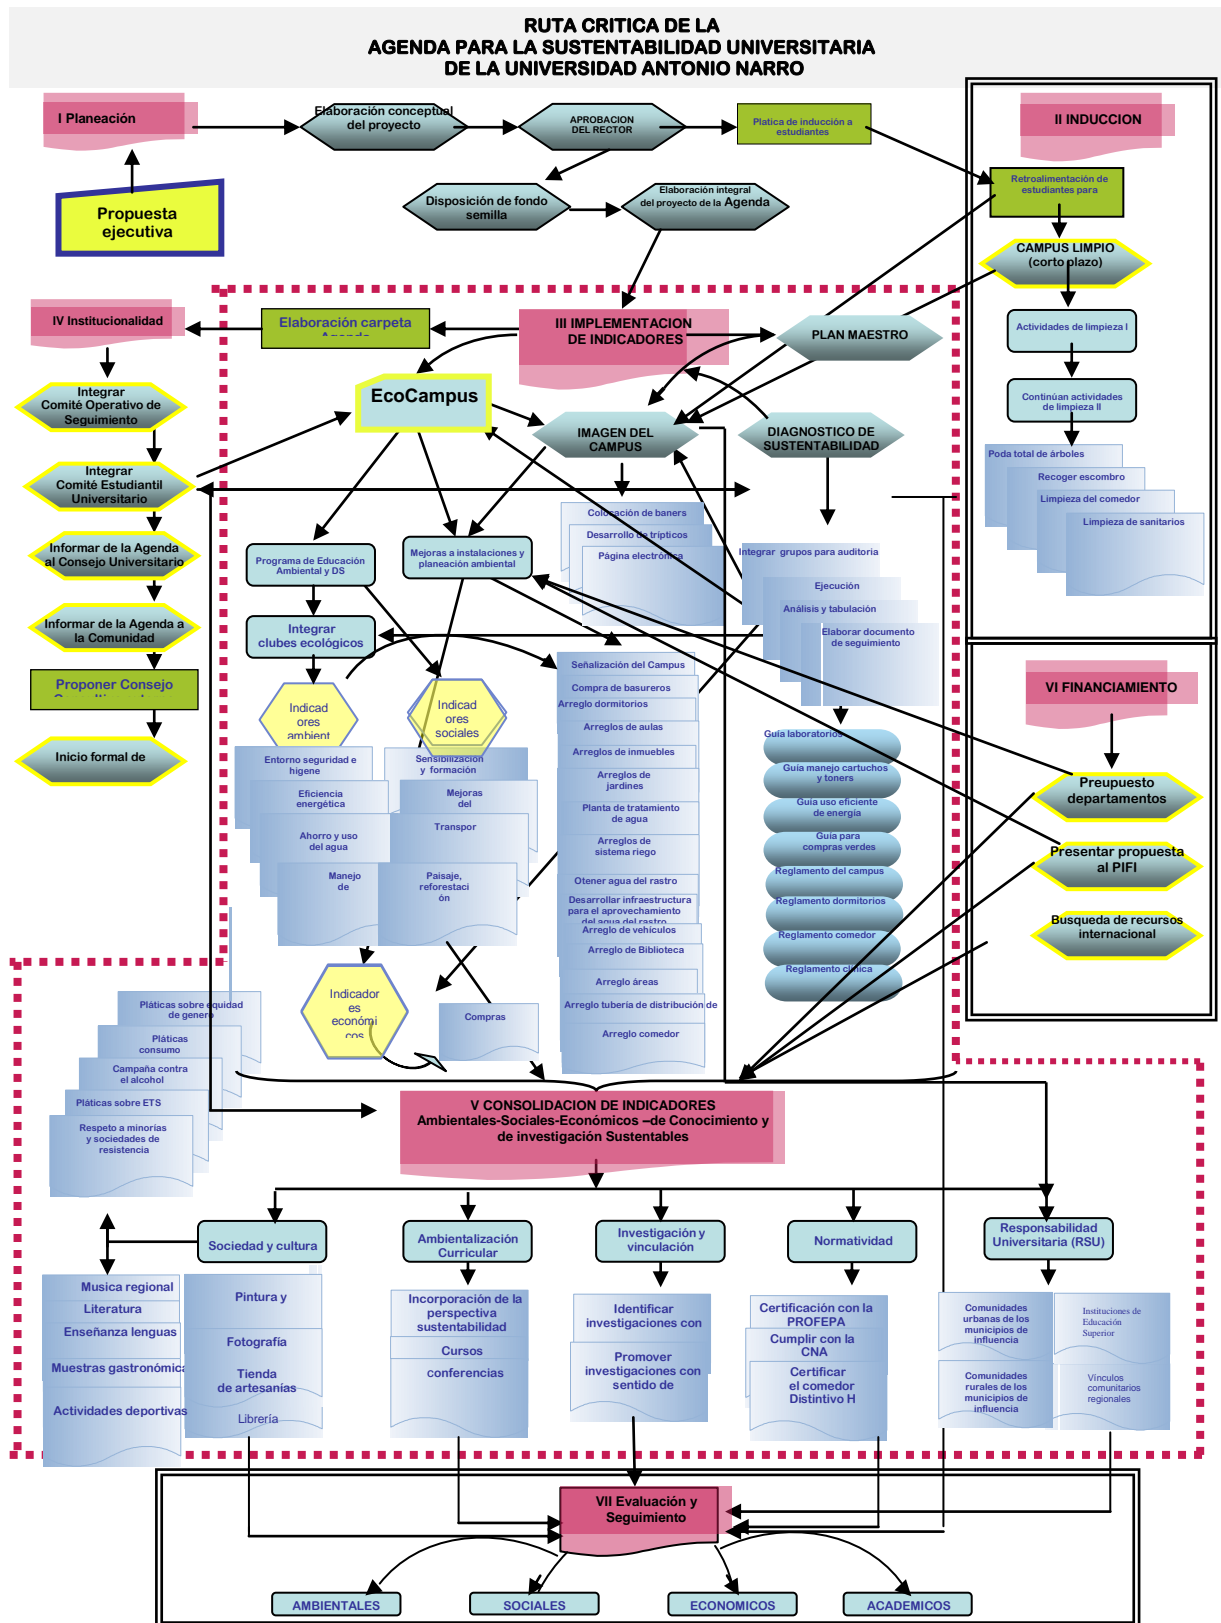 RUTA CRITICA DE LA
AGENDA PARA LA SUSTENTABILIDAD UNIVERSITARIA
DE LA UNIVERSIDAD ANTONIO NARRO
I Planeación
Elaboración conceptual
del proyecto
APROBACION
DEL RECTOR
Platica de inducción a
estudiantes
II INDUCCION
Propuesta
ejecutiva
Disposición de fondo
semilla
Elaboración integral
del proyecto de la Agenda
Retroalimentación de
estudiantes para
CAMPUS LIMPIO
(corto plazo)
Actividades de limpieza I
Continúan actividades
de limpieza II
Poda total de árboles
Recoger escombro
Limpieza del comedor
Limpieza de sanitarios
IV Institucionalidad
Elaboración carpeta
III IMPLEMENTACION
DE INDICADORES
PLAN MAESTRO
Integrar
Comité Operativo de
Seguimiento
Integrar
Comité Estudiantil
Universitario
Informar de la Agenda
al Consejo Universitario
Informar de la Agenda a
la Comunidad
Proponer Consejo
Inicio formal de
EcoCampus
IMAGEN DEL
CAMPUS
DIAGNOSTICO DE
SUSTENTABILIDAD
Colocación de baners
Desarrollo de trípticos
Página electrónica
Programa de Educación
Ambiental y DS
Mejoras a instalaciones y
planeación ambiental
Integrar grupos para auditoria
Ejecución
Análisis y tabulación
Elaborar documento
de seguimiento
Integrar
clubes ecológicos
Indicad
ores
ambient
Indicad
ores
sociales
Entorno seguridad e
higene
Eficiencia
energética
Ahorro y uso
del agua
Manejo
de
Sensibilización
y formación
Mejoras
del
Transpor
Paisaje,
reforestaci
ón
Indicador
es
económi
cos
Compras
Señalización del Campus
Compra de basureros
Arreglo dormitorios
Arreglos de aulas
Arreglos de inmuebles
Arreglos de
jardines
Planta de tratamiento
de agua
Arreglos de
sistema riego
Otener agua del rastro
Desarrollar infraestructura
para el aprovechamiento
del agua del rastro
Arreglo de vehículos
Arreglo de Biblioteca
Arreglo áreas
Arreglo tubería de distribución de
Arreglo comedor
Guía laboratorios
Guía manejo cartuchos
y toners
Guía uso eficiente
de energía
Guía para
compras verdes
Reglamento del campus
Reglamento dormitorios
Reglamento comedor
Reglamento clínica
VI FINANCIAMIENTO
Preupuesto
departamentos
Presentar propuesta
al PIFI
Busqueda de recursos
internacional
Pláticas sobre equidad
de genero
Pláticas
consumo
Campaña contra
el alcohol
Pláticas sobre ETS
Respeto a minorías
y sociedades de
resistencia
V CONSOLIDACION DE INDICADORES
Ambientales-Sociales-Económicos –de Conocimiento y
de investigación Sustentables
Sociedad y cultura
Ambientalización
Curricular
Investigación y
vinculación
Normatividad
Responsabilidad
Universitaria (RSU)
Musica regional
Literatura
Enseñanza lenguas
Muestras gastronómica
Actividades deportivas
Pintura y
Fotografía
Tienda
de artesanías
Librería
Incorporación de la
perspectiva
sustentabilidad
Cursos
conferencias
Identificar
investigaciones con
Promover
investigaciones con
sentido de
Certificación con la
PROFEPA
Cumplir con la
CNA
Certificar
el comedor
Distintivo H
Comunidades
urbanas de los
municipios de
influencia
Comunidades
rurales de los
municipios de
influencia
Instituciones de
Educación
Superior
Vínculos
comunitarios
regionales
VII Evaluación y
Seguimiento
AMBIENTALES
SOCIALES
ECONOMICOS
ACADEMICOS